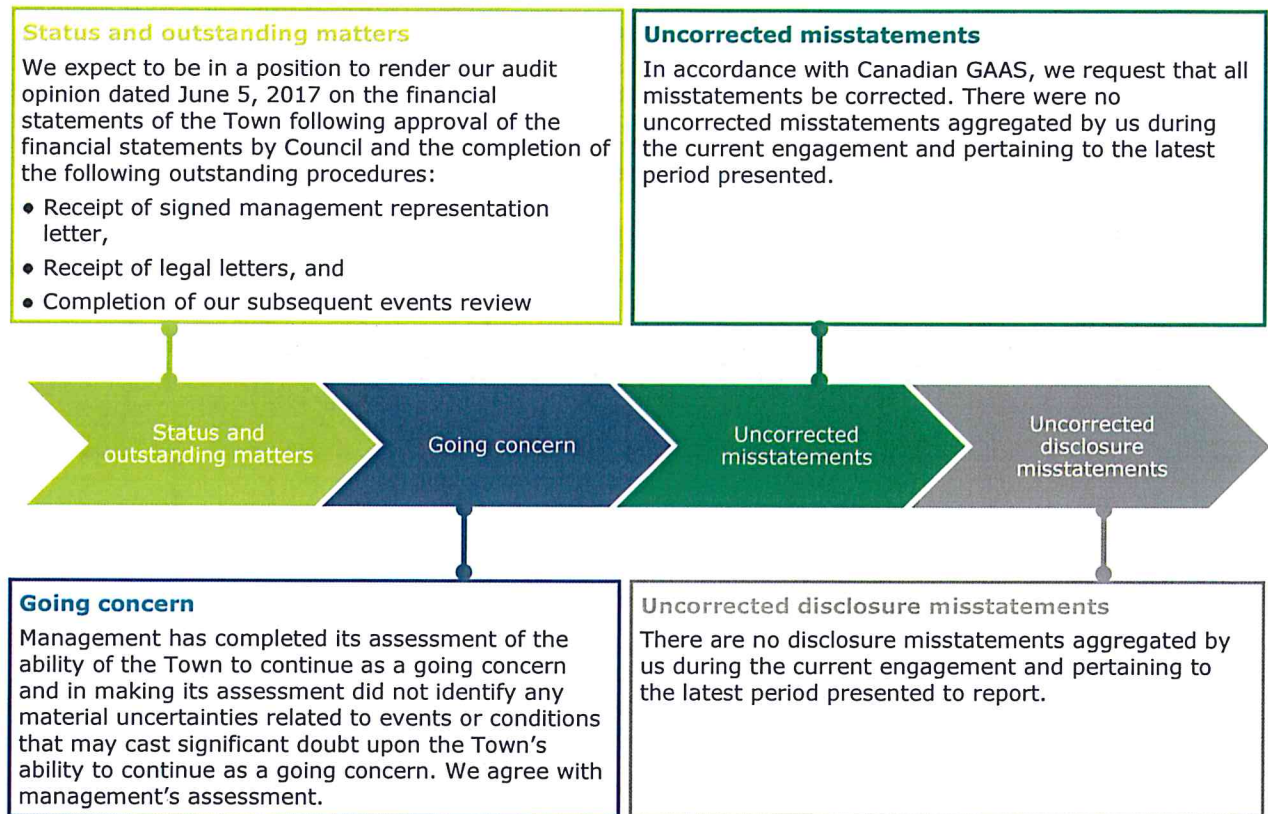 Status and outstanding matters
We expect to be in a position to render our audit
opinion dated June 5, 2017 on the financial
statements of the Town following approval of the
financial statements by Council and the completion of
the following outstanding procedures:
• Receipt of signed management representation
letter,
• Receipt of legal letters, and
• Completion of our subsequent events review
Uncorrected misstatements
In accordance with Canadian GAAS, we request that all
misstatements be corrected. There were no
uncorrected misstatements aggregated by us during
the current engagement and pertaining to the latest
period presented.
Status and
outstanding matters
Going concern
Uncorrected
misstatements
Uncorrected
disclosure
misstatements
Going concern
Management has completed its assessment of the
ability of the Town to continue as a going concern
and in making its assessment did not identify any
material uncertainties related to events or conditions
that may cast significant doubt upon the Town's
ability to continue as a going concern. We agree with
management's assessment.
Uncorrected disclosure misstatements
There are no disclosure misstatements aggregated by
us during the current engagement and pertaining to
the latest period presented to report.